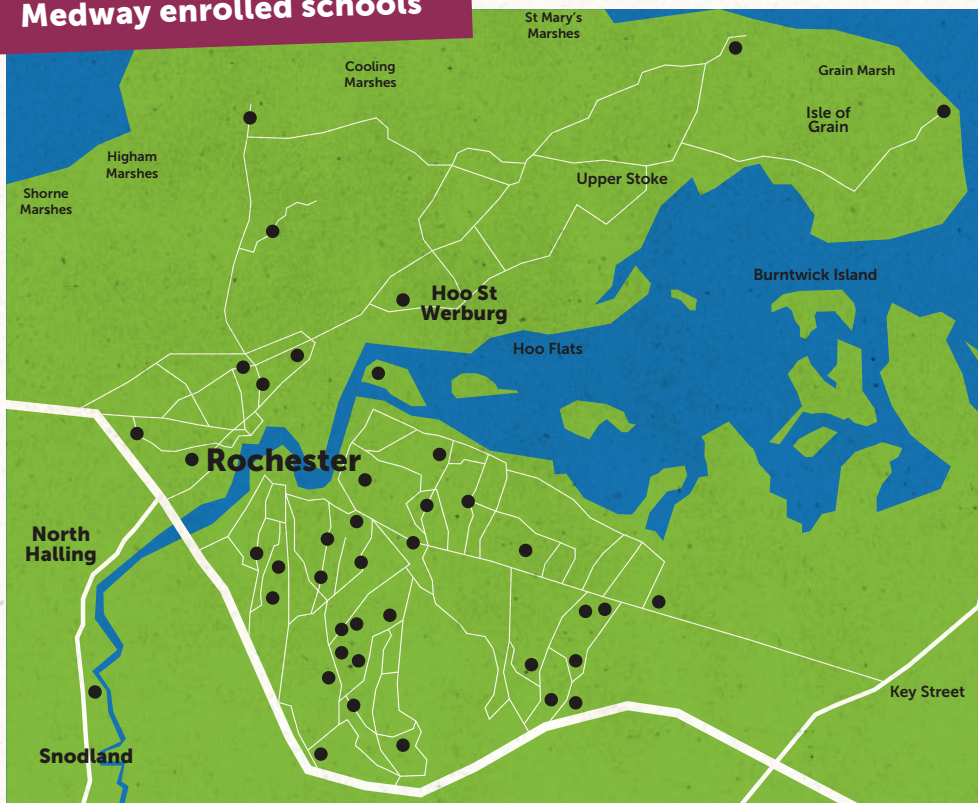 Medway enrolled schools
St Mary's
Marshes
Cooling
Marshes
Grain Marsh
Isle of
Grain
Higham
Marshes
Shorne
Marshes
Upper Stoke
Burntwick Island
Hoo St
Werburg
Hoo Flats
Rochester
North
Halling
Key Street
Snodland